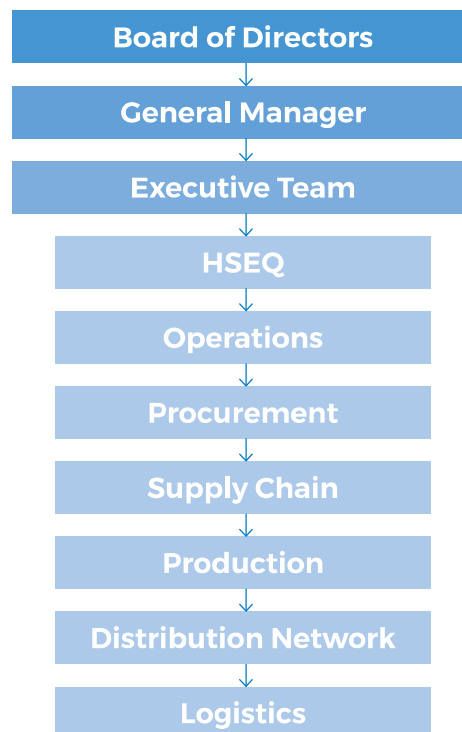 Board of Directors
General Manager
Executive Team
HSEQ
Operations
Procurement
Supply Chain
Production
Distribution Network
Logistics